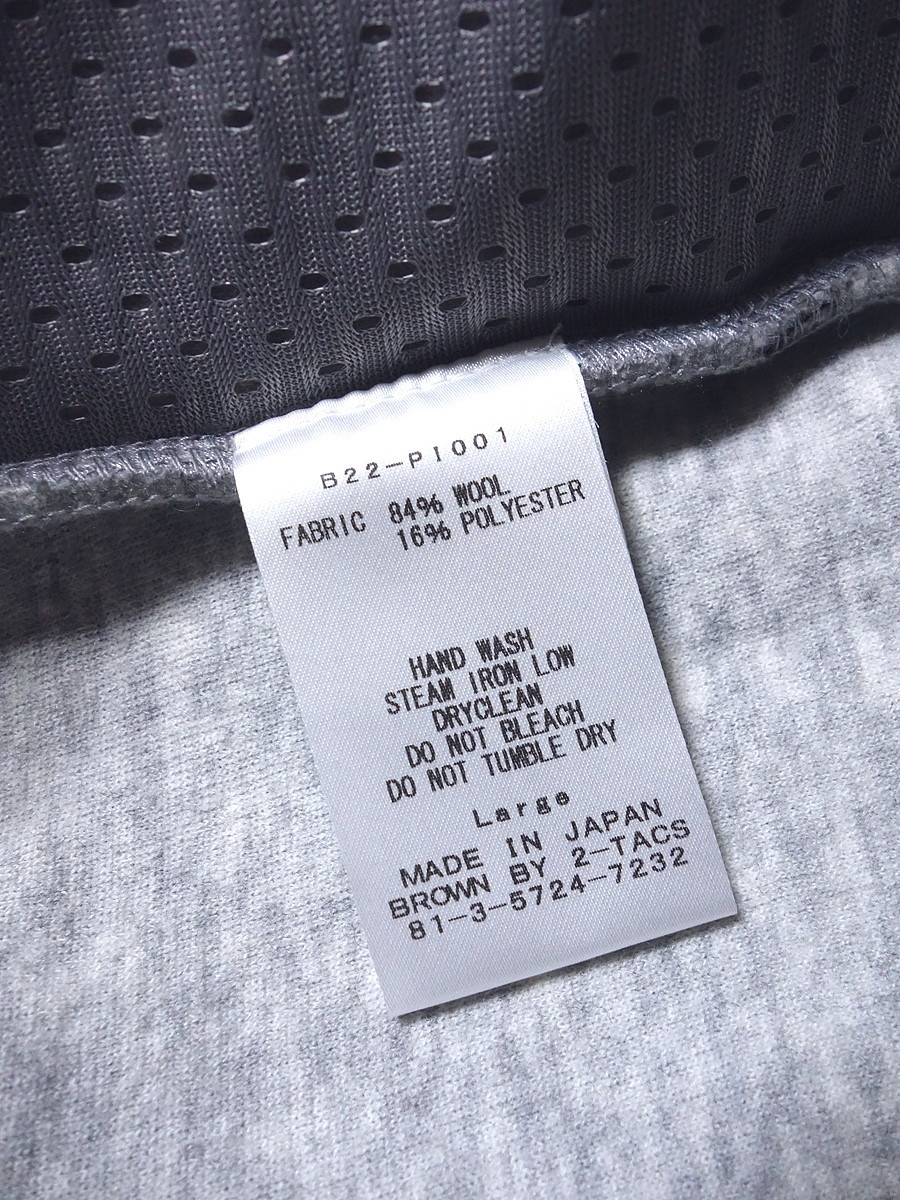 B22-PI001
FABRIC 84% WOOL
16% POLYESTER
HAND WASH
STEAM IRON LOW
DRYCLEAN
DO NOT BLEACH
DO NOT TUMBLE DRY
Large
MADE IN JAPAN
BROWN BY 2-TACS
81-3-5724-7232